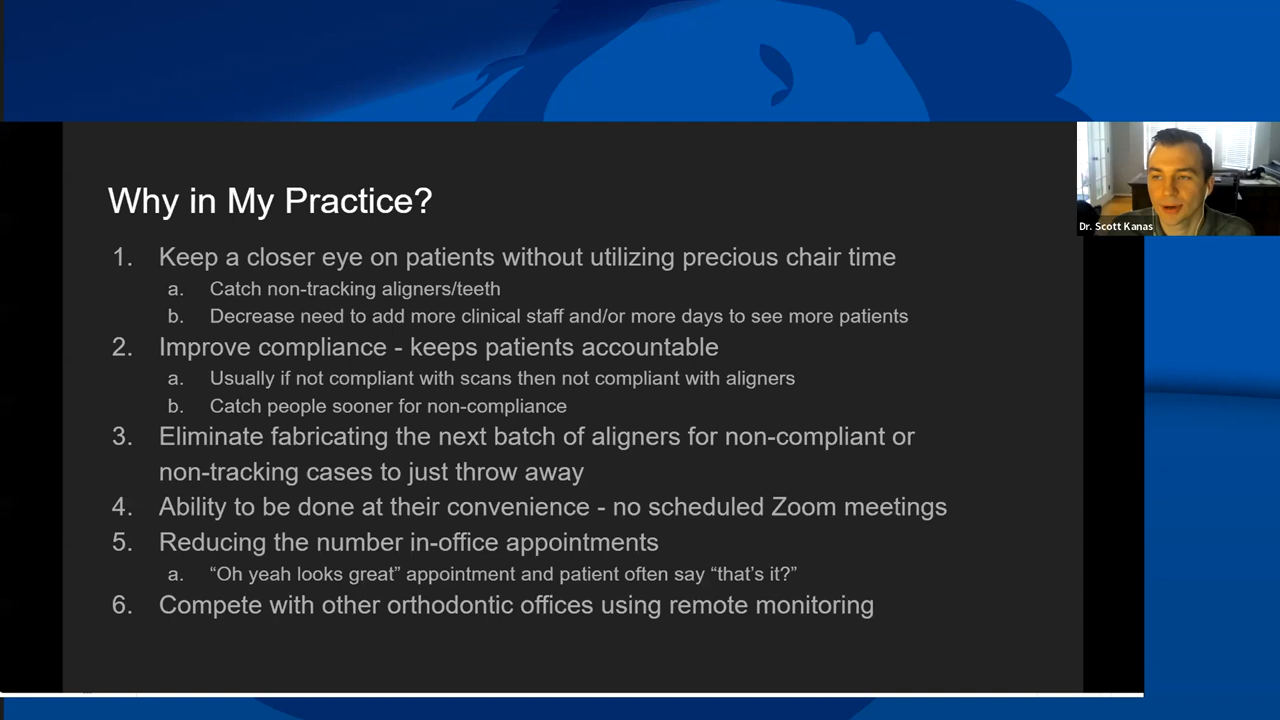 Why in My Practice?
1. Keep a closer eye on patients without utilizing precious chair time
a. Catch non-tracking aligners/teeth
b. Decrease need to add more clinical staff and/or more days to see more patients
2. Improve compliance - keeps patients accountable
a. Usually if not compliant with scans then not compliant with aligners
b. Catch people sooner for non-compliance
3. Eliminate fabricating the next batch of aligners for non-compliant or
non-tracking cases to just throw away
4. Ability to be done at their convenience - no scheduled Zoom meetings
5. Reducing the number in-office appointments
a. “Oh yeah looks great” appointment and patient often say “that’s it?”
6. Compete with other orthodontic offices using remote monitoring
Dr. Scott Kanas